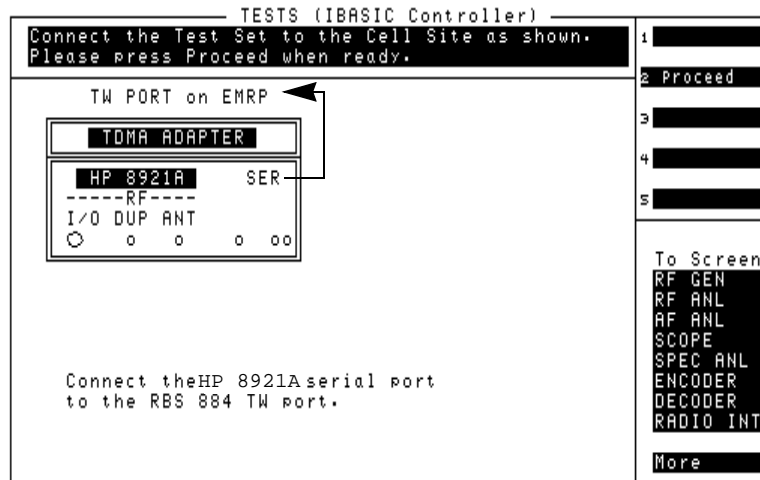 TESTS (IBASIC Controller)
Connect the Test Set to the Cell Site as shown.
Please press Proceed when ready.
TW PORT on EMRP
TDMA ADAPTER
HP 8921A SER
-----RF----
I/O DUP ANT
Connect theHP 8921A serial port
to the RBS 884 TW port.
1
2 Proceed
3
4
5
To Screen
RF GEN
RF ANL
AF ANL
SCOPE
SPEC ANL
ENCODER
DECODER
RADIO INT
More